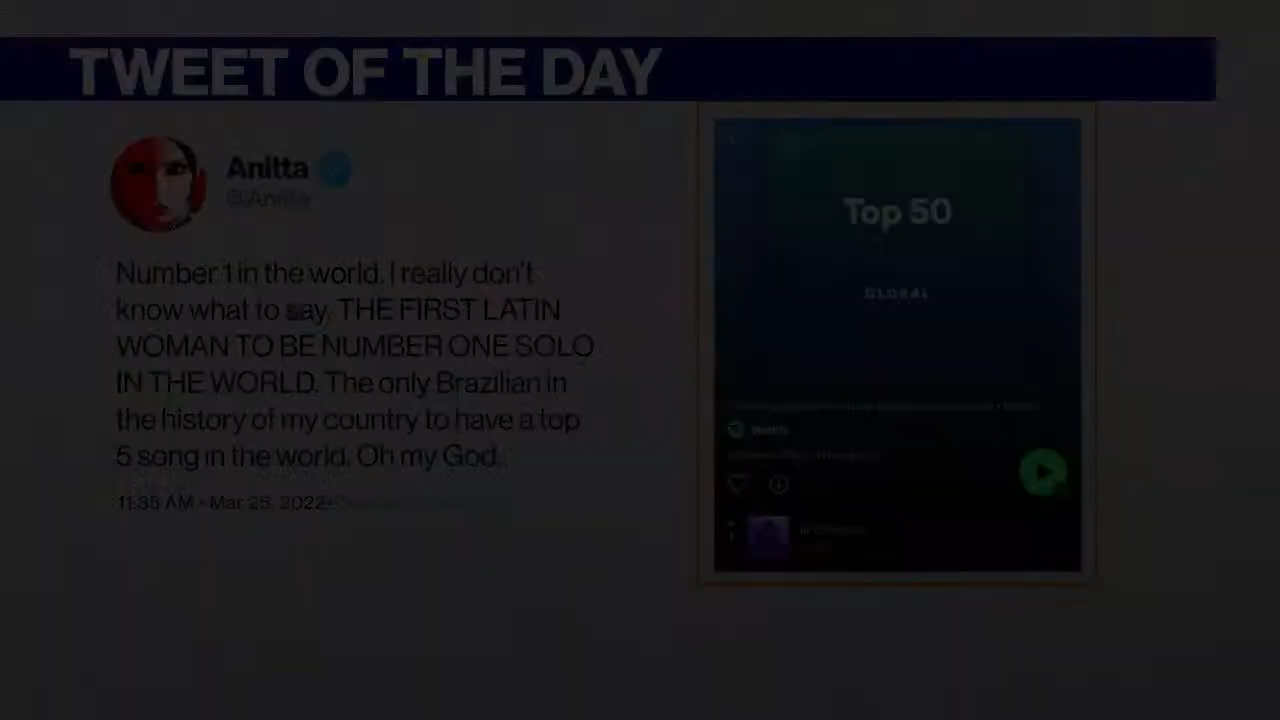 TWEET OF THE DAY
Anitta
@Anitta
Number 1 in the world. I really don't
know what to say. THE FIRST LATIN
WOMAN TO BE NUMBER ONE SOLO
IN THE WORLD. The only Brazilian in
the history of my country to have a top
5 song in the world. Oh my God.
11:35 AM • Mar 25, 2022
Top 50
GLOBAL